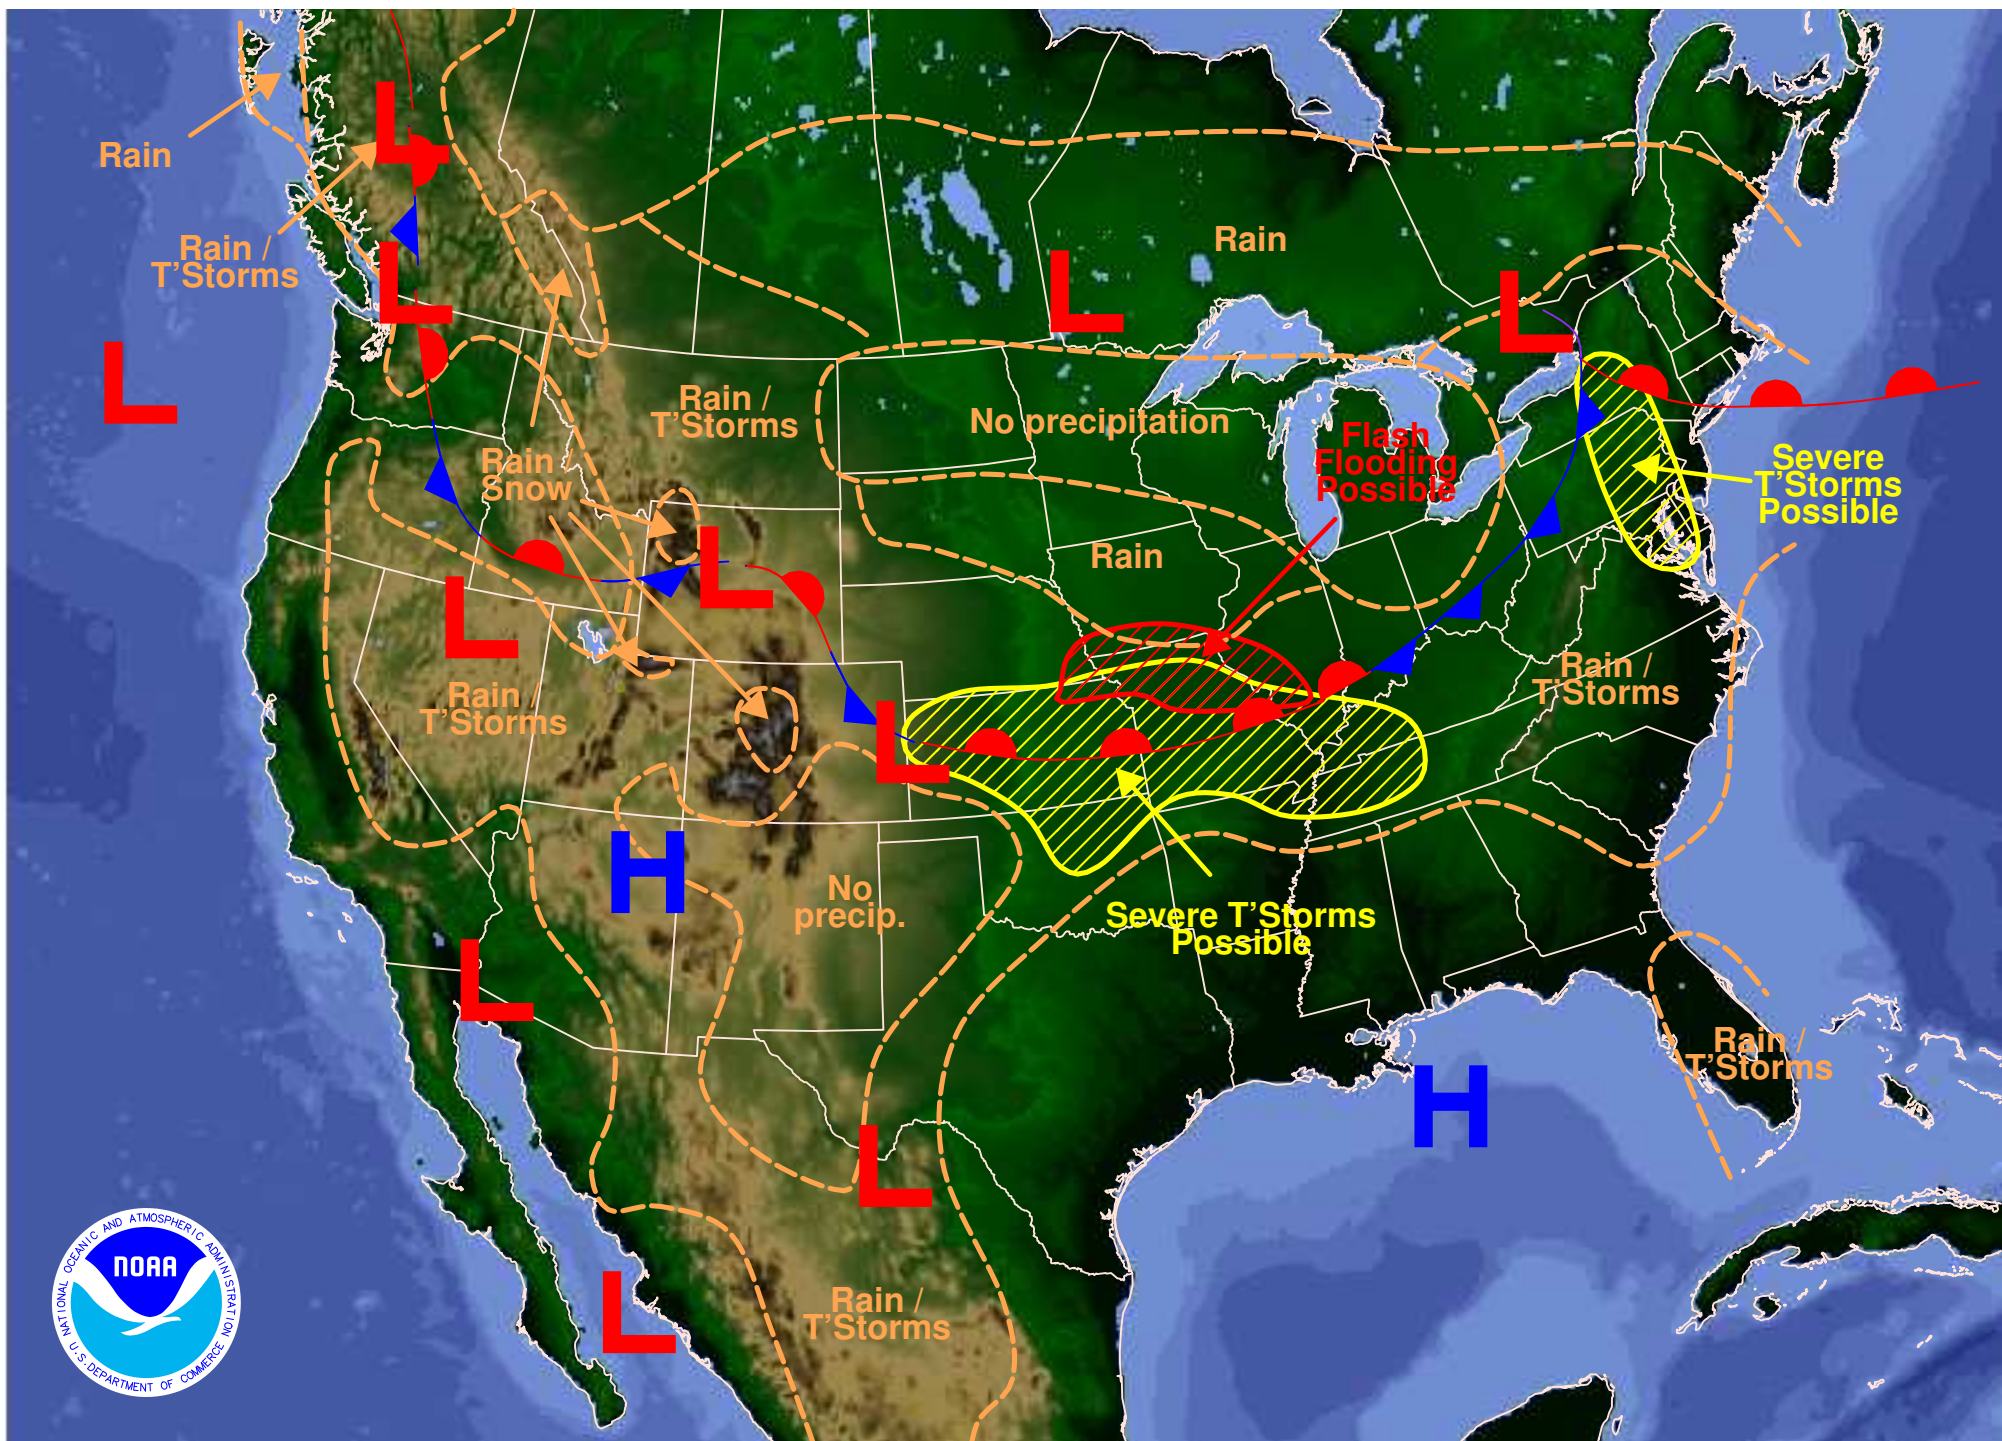 L
Rain
Rain /
T'Storms
L
L
L
L
Rain
L
Rain /
T'Storms
No precipitation
Flash
Flooding
Possible
Severe
T'Storms
Possible
Rain /
Snow
L
L
Rain
Rain /
T'Storms
Rain /
T'Storms
L
H
No
precip.
Severe T'Storms
Possible
L
Rain /
T'Storms
H
L
L
Rain /
T'Storms
NATIONAL OCEANIC AND ATMOSPHERIC ADMINISTRATION
NOAA
U.S. DEPARTMENT OF COMMERCE